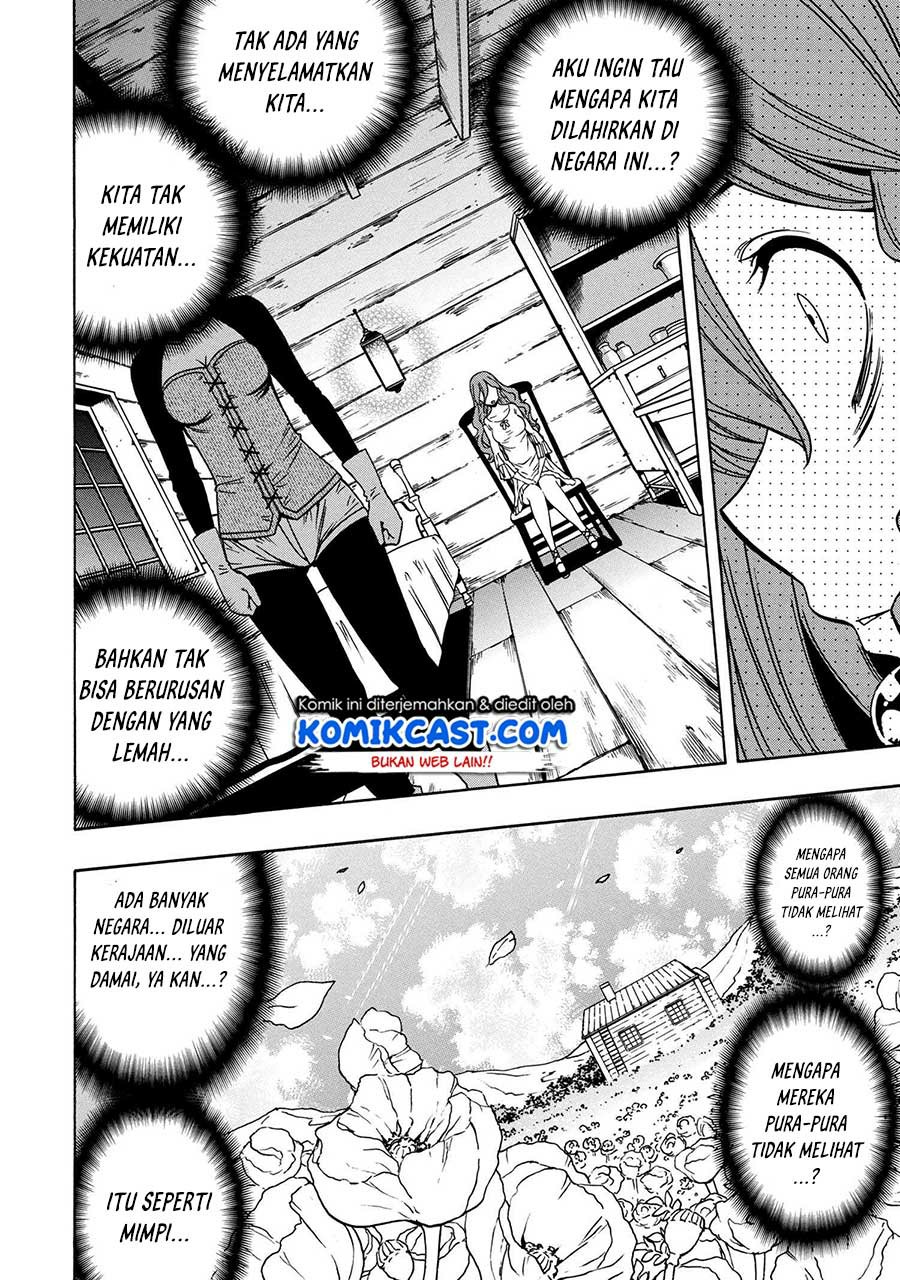 AKU INGIN TAU
MENGAPA KITA
DILAHIRKAN DI
NEGARA INI...?
TAK ADA YANG
MENYELAMATKAN
KITA...
KITA TAK
MEMILIKI
KEKUATAN...
BAHKAN TAK
BISA BERURUSAN
DENGAN YANG
LEMAH...
Komik ini diterjemahkan & diedit oleh
KOMIKCAST.COM
BUKAN WEB LAIN!!
MENGAPA
SEMUA ORANG
PURA-PURA
TIDAK MELIHAT
...?
MENGAPA
MEREKA
PURA-PURA
TIDAK MELIHAT
...?
ADA BANYAK
NEGARA... DILUAR
KERAJAAN... YANG
DAMAI, YA KAN...?
ITU SEPERTI
MIMPI...